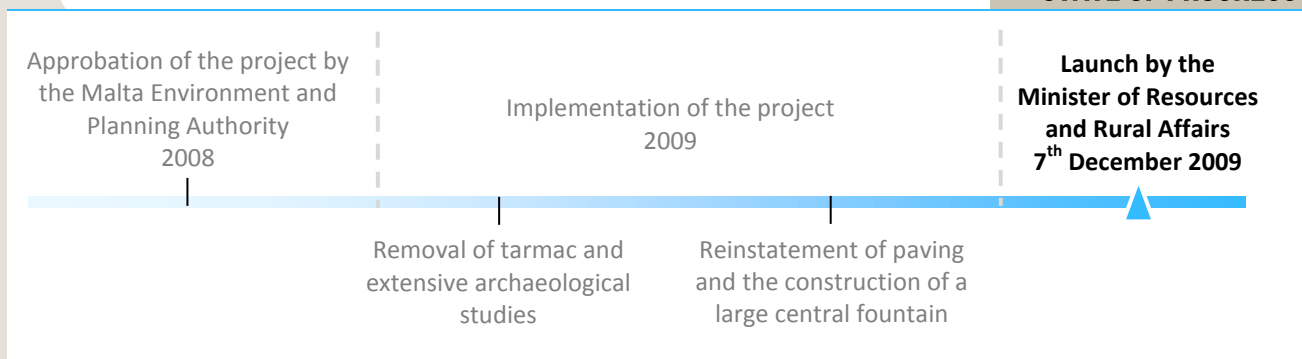 Approbation of the project by
the Malta Environment and
Planning Authority
2008
Implementation of the project
2009
Launch by the
Minister of Resources
and Rural Affairs
7th December 2009
Removal of tarmac and
extensive archaeological
studies
Reinstatement of paving
and the construction of a
large central fountain